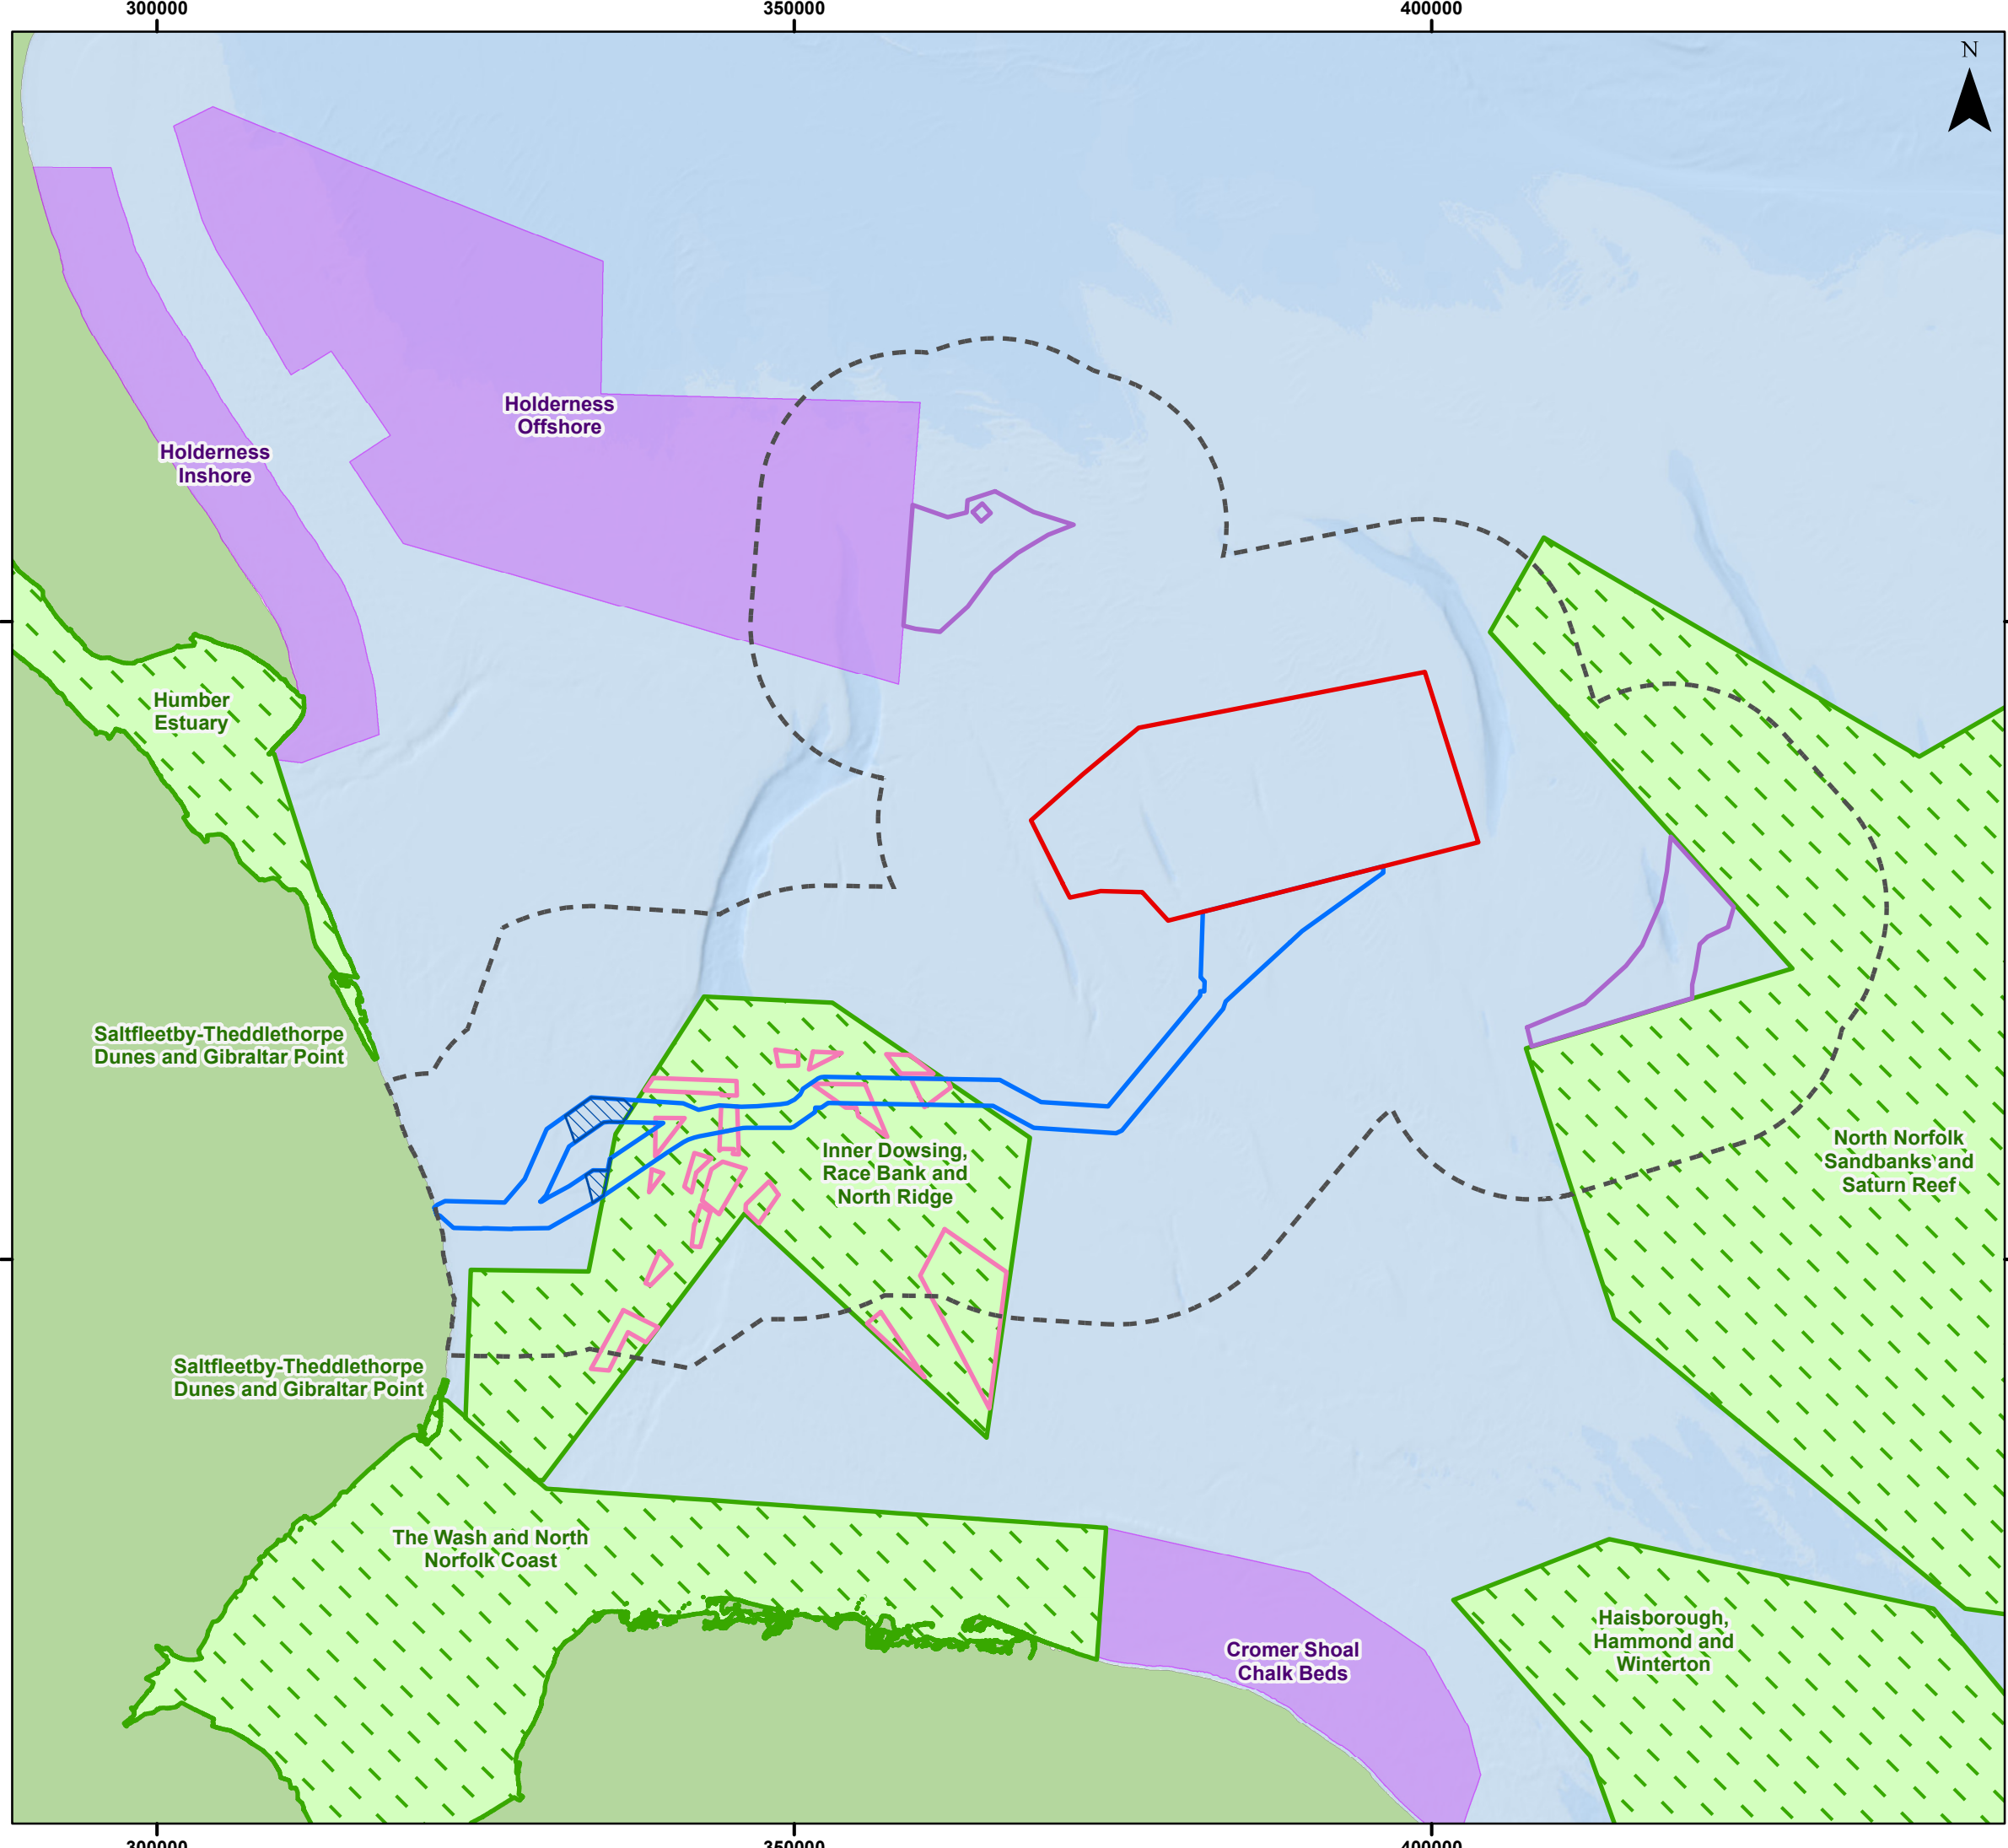 300000
350000
400000
N
Holderness
Offshore
Holderness
Inshore
Humber
Estuary
Saltfleetby-Theddlethorpe
Dunes and Gibraltar Point
Inner Dowsing,
Race Bank and
North Ridge
North Norfolk
Sandbanks and
Saturn Reef
Saltfleetby-Theddlethorpe
Dunes and Gibraltar Point
The Wash and North
Norfolk Coast
Haisborough,
Hammond and
Winterton
Cromer Shoal
Chalk Beds
300000
350000
400000